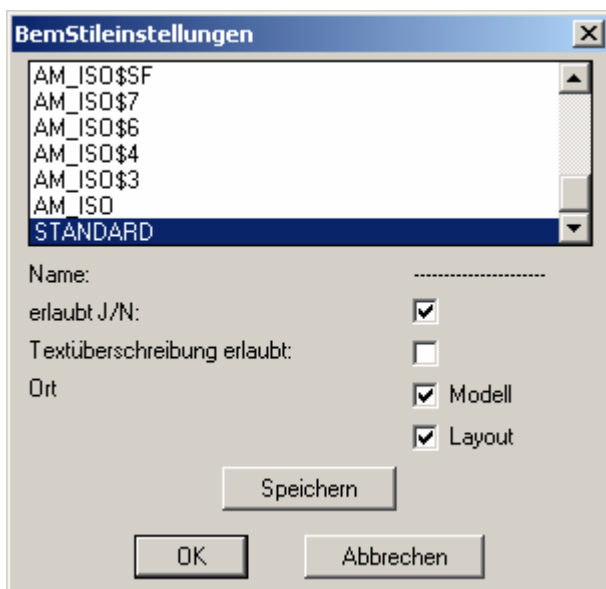 BemStileinstellungen
AM_ISO$SF
AM_ISO$7
AM_ISO$6
AM_ISO$4
AM_ISO$3
AM_ISO
STANDARD
Name: ----------------------
erlaubt J/N:
Textüberschreibung erlaubt:
Ort Modell
Layout
Speichern
OK Abbrechen